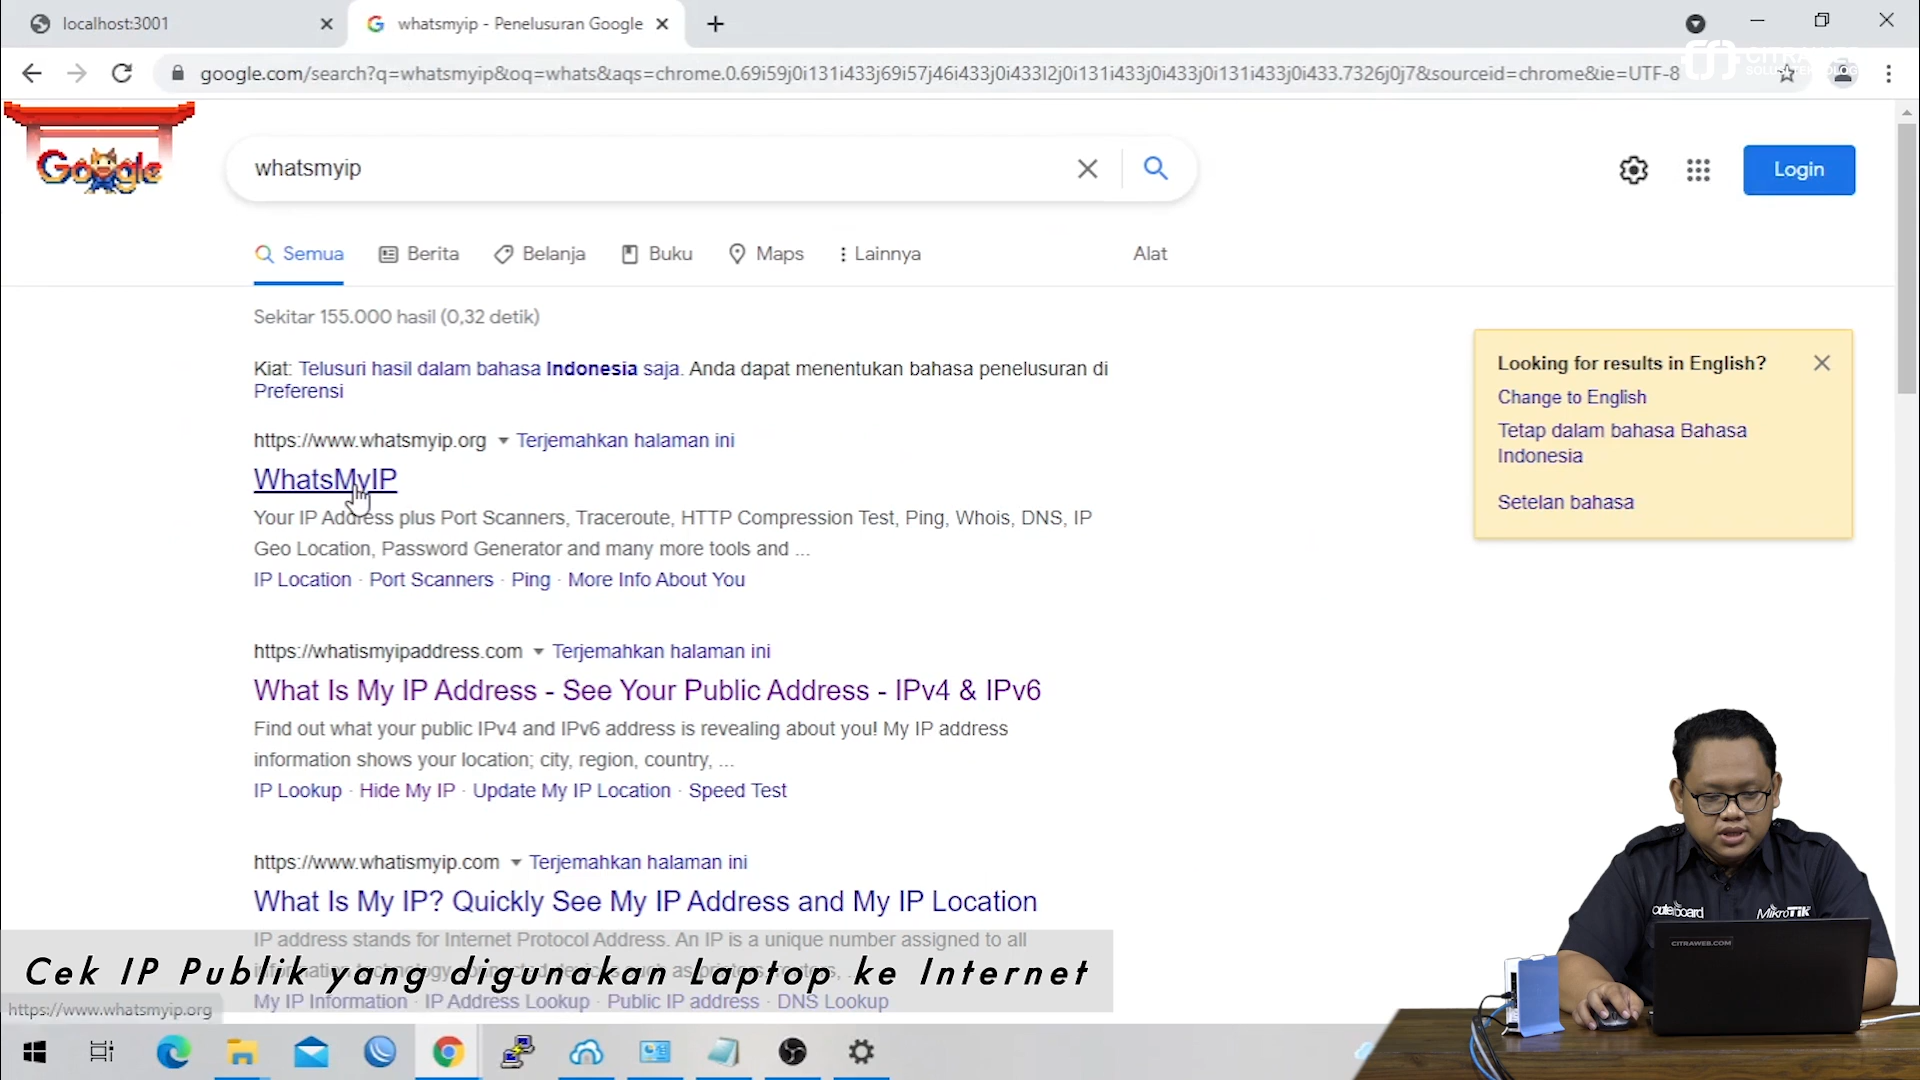 localhost:3001
whatsmyip - Penelusuran Google
google.com/search?q=whatsmyip&oq=whats&aqs=chrome.0.69i59j0i131i433j69i57j46i433j0i433l2j0i131i433j0i433j0i131i433j0i433.7326j0j7&sourceid=chrome&ie=UTF-8
CITRAWEB
Google
whatsmyip
Login
Semua
Berita
Belanja
Buku
Maps
Lainnya
Alat
Sekitar 155.000 hasil (0,32 detik)
Kiat: Telusuri hasil dalam bahasa Indonesia saja. Anda dapat menentukan bahasa penelusuran di
Preferensi
Looking for results in English?
Change to English
Tetap dalam bahasa Bahasa
Indonesia
Setelan bahasa
https://www.whatsmyip.org Terjemahkan halaman ini
WhatsMyIP
Your IP Address plus Port Scanners, Traceroute, HTTP Compression Test, Ping, Whois, DNS, IP
Geo Location, Password Generator and many more tools and ...
IP Location · Port Scanners · Ping · More Info About You
https://whatismyipaddress.com Terjemahkan halaman ini
What Is My IP Address - See Your Public Address - IPv4 & IPv6
Find out what your public IPv4 and IPv6 address is revealing about you! My IP address
information shows your location; city, region, country, ...
IP Lookup · Hide My IP · Update My IP Location · Speed Test
https://www.whatismyip.com Terjemahkan halaman ini
What Is My IP? Quickly See My IP Address and My IP Location
IP address stands for Internet Protocol Address. An IP is a unique number assigned to all
Cek IP Publik yang digunakan Laptop ke Internet
My IP Information · IP Address Lookup · Public IP address · DNS Lookup
https://www.whatsmyip.org
MikroTik
CITRAWEB.COM